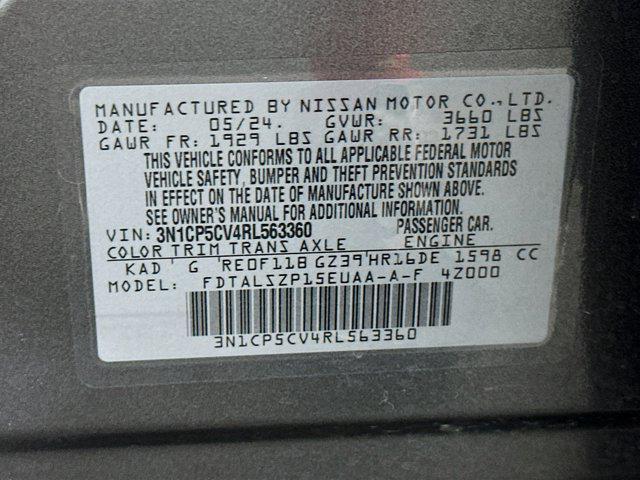 MANUFACTURED BY NISSAN MOTOR CO., LTD.
DATE: 05/24. GVWR: 3660 LBS
GAWR FR: 1929 LBS GAWR RR: 1731 LBS
THIS VEHICLE CONFORMS TO ALL APPLICABLE FEDERAL MOTOR
VEHICLE SAFETY, BUMPER AND THEFT PREVENTION STANDARDS
IN EFFECT ON THE DATE OF MANUFACTURE SHOWN ABOVE.
SEE OWNER'S MANUAL FOR ADDITIONAL INFORMATION.
VIN: 3N1CP5CV4RL563360 PASSENGER CAR.
COLOR TRIM TRANS AXLE ENGINE
KAD G RE0F11B GZ39 HR16DE 1598 CC
MODEL: FDTALSZP15EUAA-A-F 4Z000
3N1CP5CV4RL563360